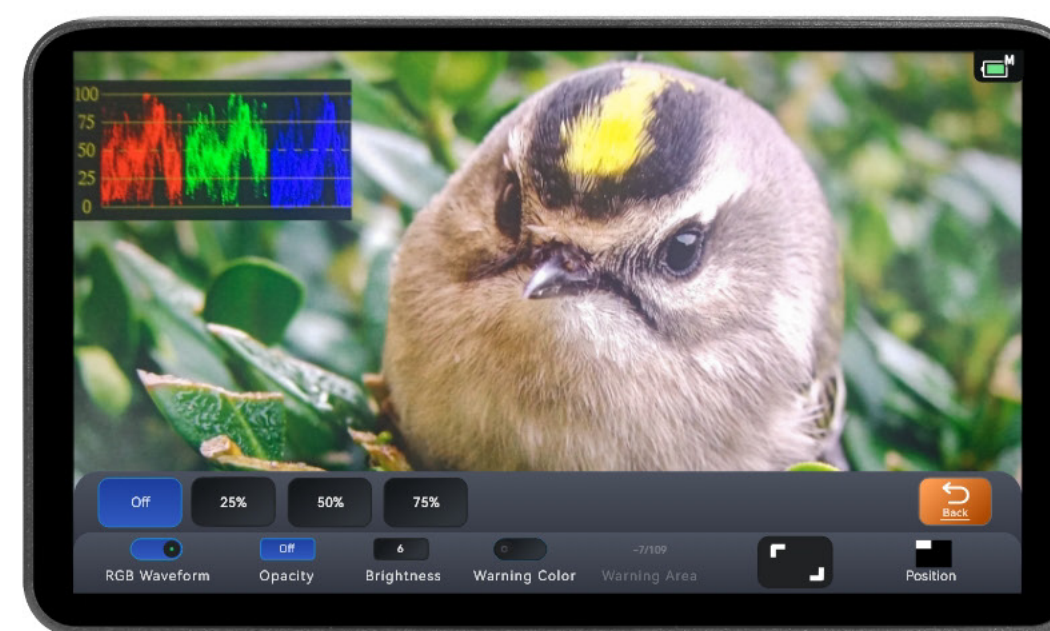 M
100
75
50
25
0
Off 25% 50% 75% Back
Off 6 -7/109
RGB Waveform Opacity Brightness Warning Color Warning Area Position